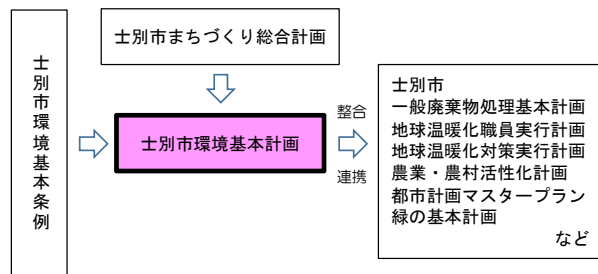 士別市環境基本条例
士別市まちづくり総合計画
士別市環境基本計画
整合
連携
士別市
一般廃棄物処理基本計画
地球温暖化職員実行計画
地球温暖化対策実行計画
農業・農村活性化計画
都市計画マスタープラン
緑の基本計画
など